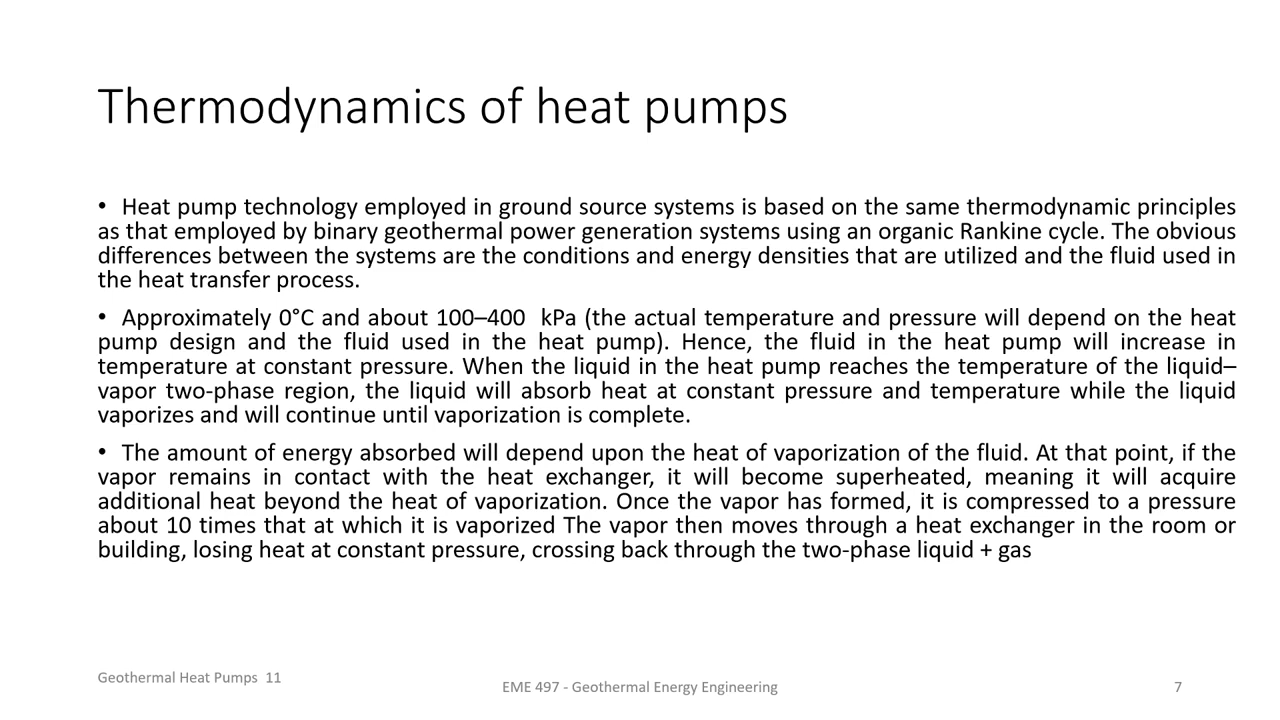 Thermodynamics of heat pumps
• Heat pump technology employed in ground source systems is based on the same thermodynamic principles
as that employed by binary geothermal power generation systems using an organic Rankine cycle. The obvious
differences between the systems are the conditions and energy densities that are utilized and the fluid used in
the heat transfer process.
• Approximately 0°C and about 100–400 kPa (the actual temperature and pressure will depend on the heat
pump design and the fluid used in the heat pump). Hence, the fluid in the heat pump will increase in
temperature at constant pressure. When the liquid in the heat pump reaches the temperature of the liquid–
vapor two-phase region, the liquid will absorb heat at constant pressure and temperature while the liquid
vaporizes and will continue until vaporization is complete.
• The amount of energy absorbed will depend upon the heat of vaporization of the fluid. At that point, if the
vapor remains in contact with the heat exchanger, it will become superheated, meaning it will acquire
additional heat beyond the heat of vaporization. Once the vapor has formed, it is compressed to a pressure
about 10 times that at which it is vaporized The vapor then moves through a heat exchanger in the room or
building, losing heat at constant pressure, crossing back through the two-phase liquid + gas
Geothermal Heat Pumps 11
EME 497 - Geothermal Energy Engineering
7